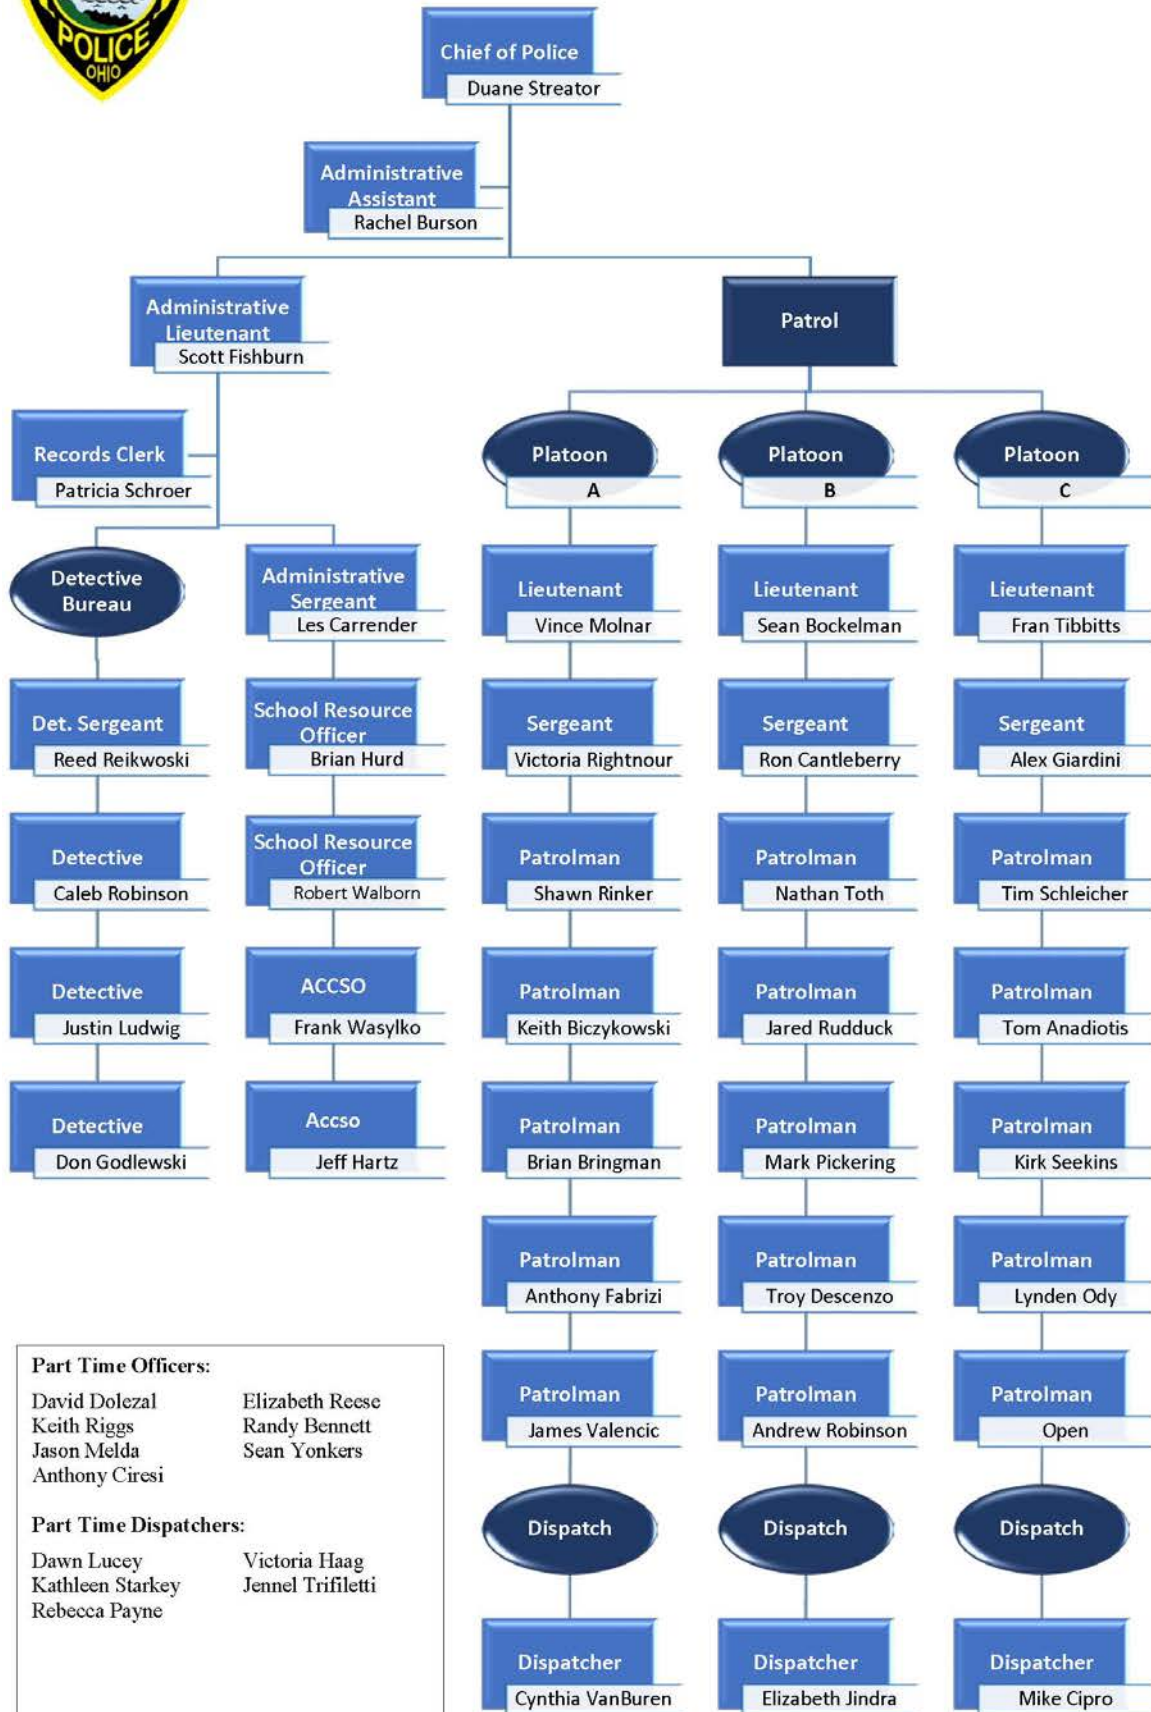 POLICE
OHIO
Chief of Police
Duane Streator
Administrative
Assistant
Rachel Burson
Administrative
Lieutenant
Scott Fishburn
Patrol
Records Clerk
Patricia Schroer
Platoon
A
Platoon
B
Platoon
C
Detective
Bureau
Administrative
Sergeant
Les Carrender
Lieutenant
Vince Molnar
Lieutenant
Sean Bockelman
Lieutenant
Fran Tibbitts
Det. Sergeant
Reed Reikwoski
School Resource
Officer
Brian Hurd
Sergeant
Victoria Rightnour
Sergeant
Ron Cantleberry
Sergeant
Alex Giardini
Detective
Caleb Robinson
School Resource
Officer
Robert Walborn
Patrolman
Shawn Rinker
Patrolman
Nathan Toth
Patrolman
Tim Schleicher
Detective
Justin Ludwig
ACCSO
Frank Wasylko
Patrolman
Keith Biczykowski
Patrolman
Jared Rudduck
Patrolman
Tom Anadiotis
Detective
Don Godlewski
Accso
Jeff Hartz
Patrolman
Brian Bringman
Patrolman
Mark Pickering
Patrolman
Kirk Seekins
Patrolman
Anthony Fabrizi
Patrolman
Troy Descenzo
Patrolman
Lynden Ody
Patrolman
James Valencic
Patrolman
Andrew Robinson
Patrolman
Open
Dispatch
Dispatch
Dispatch
Dispatcher
Cynthia VanBuren
Dispatcher
Elizabeth Jindra
Dispatcher
Mike Cipro
Part Time Officers:
David Dolezal Elizabeth Reese
Keith Riggs Randy Bennett
Jason Melda Sean Yonkers
Anthony Ciresi
Part Time Dispatchers:
Dawn Lucey Victoria Haag
Kathleen Starkey Jennel Trifiletti
Rebecca Payne